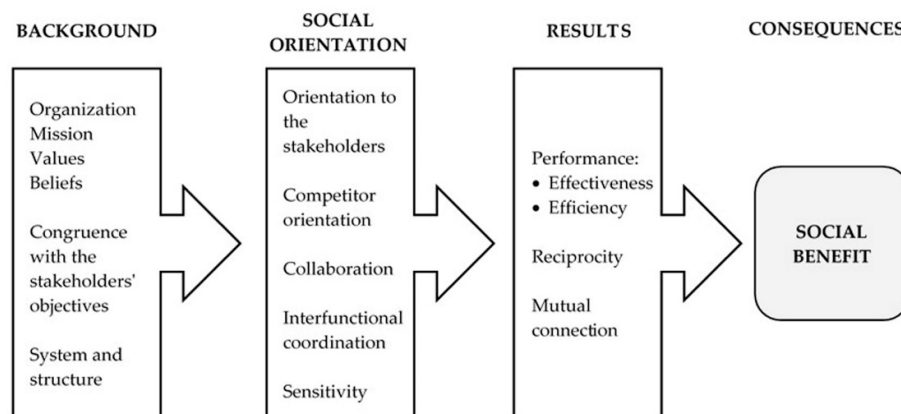 BACKGROUND
Organization
Mission
Values
Beliefs
Congruence
with the
stakeholders'
objectives
System and
structure
SOCIAL
ORIENTATION
Orientation to
the
stakeholders
Competitor
orientation
Collaboration
Interfunctional
coordination
Sensitivity
RESULTS
Performance:
• Effectiveness
• Efficiency
Reciprocity
Mutual
connection
CONSEQUENCES
SOCIAL
BENEFIT